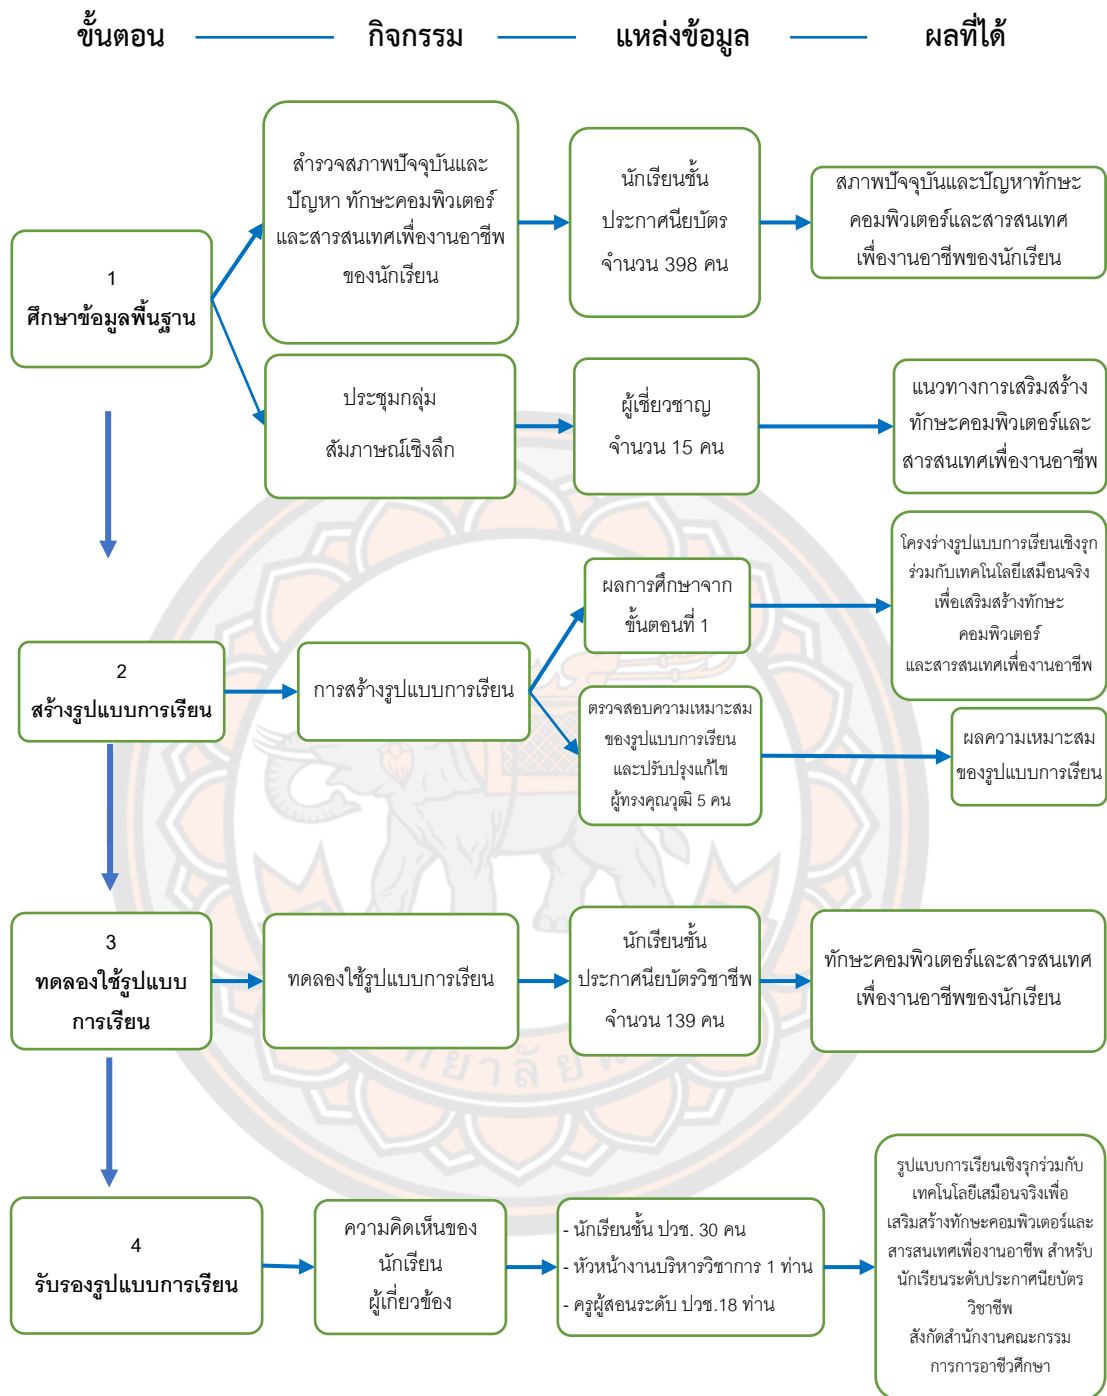 ขั้นตอน กิจกรรม แหล่งข้อมูล ผลที่ได้
1
ศึกษาข้อมูลพื้นฐาน
สำรวจสภาพปัจจุบันและ
ปัญหา ทักษะคอมพิวเตอร์
และสารสนเทศเพื่องานอาชีพ
ของนักเรียน
นักเรียนชั้น
ประกาศนียบัตร
จำนวน 398 คน
สภาพปัจจุบันและปัญหาทักษะ
คอมพิวเตอร์และสารสนเทศ
เพื่องานอาชีพของนักเรียน
ประชุมกลุ่ม
สัมภาษณ์เชิงลึก
ผู้เชี่ยวชาญ
จำนวน 15 คน
แนวทางการเสริมสร้าง
ทักษะคอมพิวเตอร์และ
สารสนเทศเพื่องานอาชีพ
2
สร้างรูปแบบการเรียน
การสร้างรูปแบบการเรียน
ผลการศึกษาจาก
ขั้นตอนที่ 1
โครงร่างรูปแบบการเรียนเชิงรุก
ร่วมกับเทคโนโลยีเสมือนจริง
เพื่อเสริมสร้างทักษะ
คอมพิวเตอร์
และสารสนเทศเพื่องานอาชีพ
ตรวจสอบความเหมาะสม
ของรูปแบบการเรียน
และปรับปรุงแก้ไข
ผู้ทรงคุณวุฒิ 5 คน
ผลความเหมาะสม
ของรูปแบบการเรียน
3
ทดลองใช้รูปแบบ
การเรียน
ทดลองใช้รูปแบบการเรียน
นักเรียนชั้น
ประกาศนียบัตรวิชาชีพ
จำนวน 139 คน
ทักษะคอมพิวเตอร์และสารสนเทศ
เพื่องานอาชีพของนักเรียน
4
รับรองรูปแบบการเรียน
ความคิดเห็นของ
นักเรียน
ผู้เกี่ยวข้อง
- นักเรียนชั้น ปวช. 30 คน
- หัวหน้างานบริหารวิชาการ 1 ท่าน
- ครูผู้สอนระดับ ปวช.18 ท่าน
รูปแบบการเรียนเชิงรุกร่วมกับ
เทคโนโลยีเสมือนจริงเพื่อ
เสริมสร้างทักษะคอมพิวเตอร์และ
สารสนเทศเพื่องานอาชีพ สำหรับ
นักเรียนระดับประกาศนียบัตร
วิชาชีพ
สังกัดสำนักงานคณะกรรม
การการอาชีวศึกษา